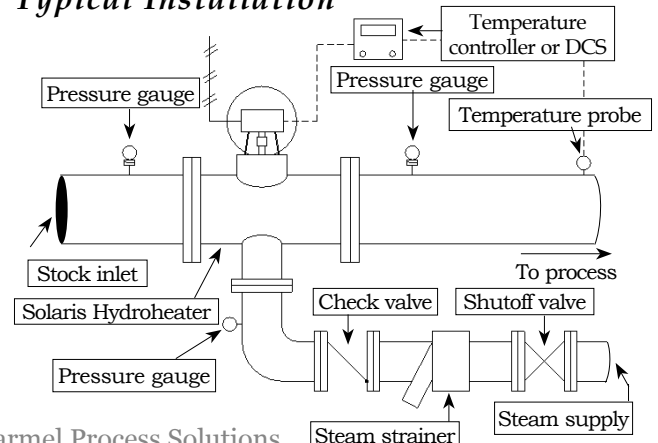 Typical Installation
Temperature
controller or DCS
Pressure gauge
Pressure gauge
Temperature probe
Stock inlet
To process
Solaris Hydroheater
Check valve
Shutoff valve
Pressure gauge
Steam supply
Steam strainer
armel Process Solutions